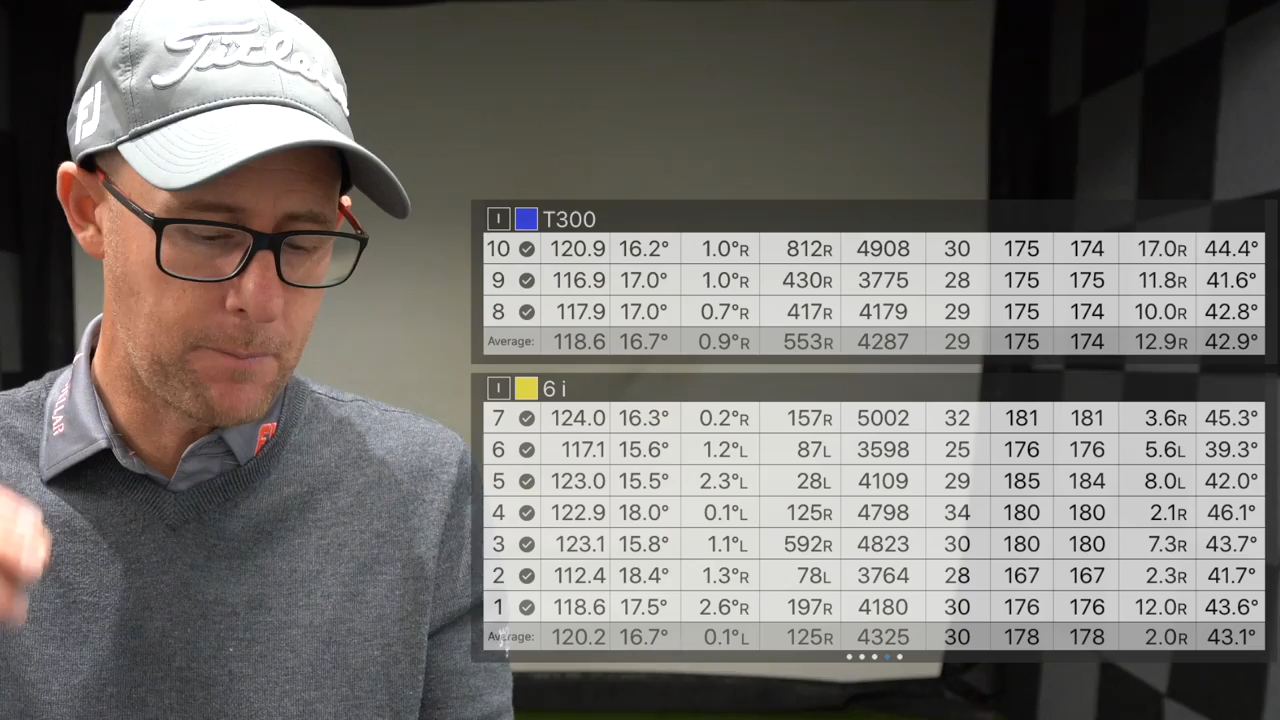 Titleist
FJ
I T300
10 120.9 16.2° 1.0°R 812R 4908 30 175 174 17.0R 44.4°
9 116.9 17.0° 1.0°R 430R 3775 28 175 175 11.8R 41.6°
8 117.9 17.0° 0.7°R 417R 4179 29 175 174 10.0R 42.8°
Average: 118.6 16.7° 0.9°R 553R 4287 29 175 174 12.9R 42.9°
I 6 i
7 124.0 16.3° 0.2°R 157R 5002 32 181 181 3.6R 45.3°
6 117.1 15.6° 1.2°L 87L 3598 25 176 176 5.6L 39.3°
5 123.0 15.5° 2.3°L 28L 4109 29 185 184 8.0L 42.0°
4 122.9 18.0° 0.1°L 125R 4798 34 180 180 2.1R 46.1°
3 123.1 15.8° 1.1°L 592R 4823 30 180 180 7.3R 43.7°
2 112.4 18.4° 1.3°R 78L 3764 28 167 167 2.3R 41.7°
1 118.6 17.5° 2.6°R 197R 4180 30 176 176 12.0R 43.6°
Average: 120.2 16.7° 0.1°L 125R 4325 30 178 178 2.0R 43.1°